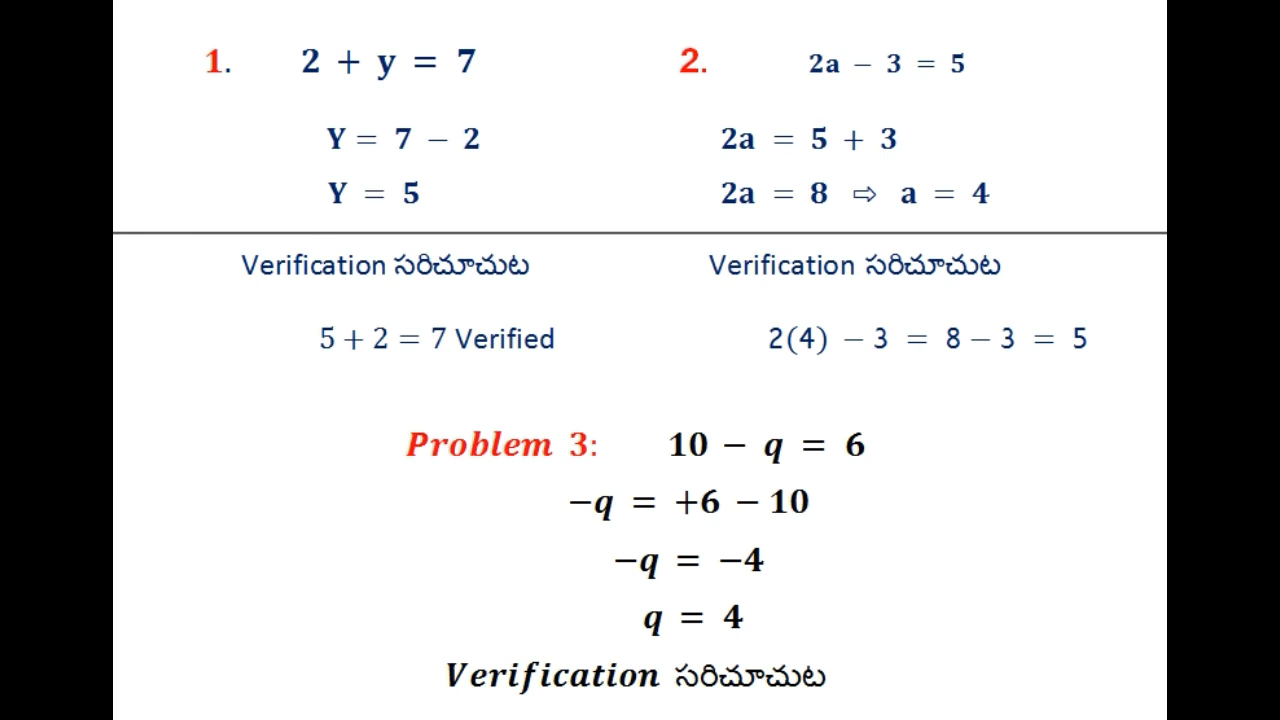 1. 2 + y = 7
Y = 7 − 2
Y = 5
Verification సరిచూచుట
5 + 2 = 7 Verified
2. 2a − 3 = 5
2a = 5 + 3
2a = 8 ⇨ a = 4
Verification సరిచూచుట
2(4) − 3 = 8 − 3 = 5
Problem 3: 10 − q = 6
−q = +6 − 10
−q = −4
q = 4
Verification సరిచూచుట